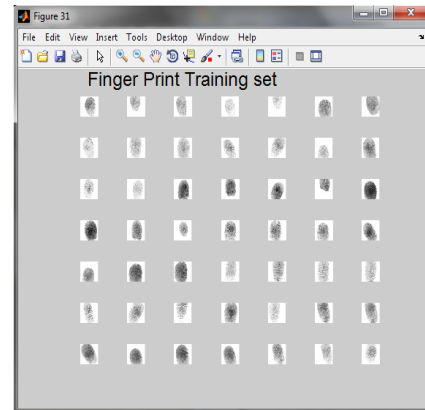 Figure 31
File Edit View Insert Tools Desktop Window Help
Finger Print Training set